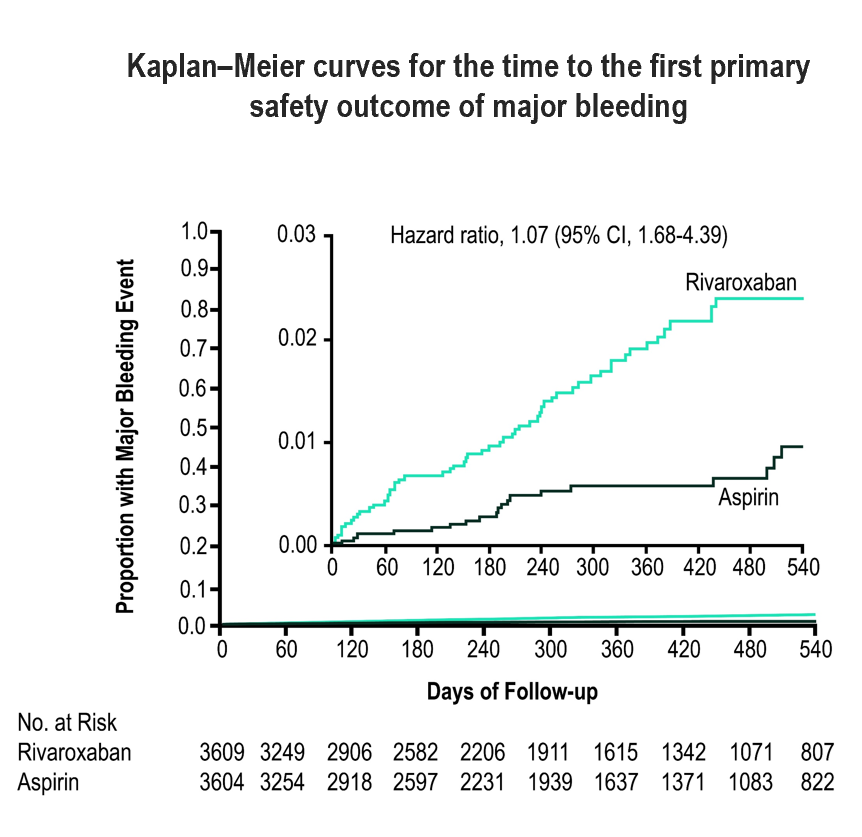 Kaplan–Meier curves for the time to the first primary
safety outcome of major bleeding
Proportion with Major Bleeding Event
1.0
0.9
0.8
0.7
0.6
0.5
0.4
0.3
0.2
0.1
0.0
0.03
0.02
0.01
0.00
Hazard ratio, 1.07 (95% CI, 1.68-4.39)
Rivaroxaban
Aspirin
0 60 120 180 240 300 360 420 480 540
0 60 120 180 240 300 360 420 480 540
Days of Follow-up
No. at Risk
Rivaroxaban 3609 3249 2906 2582 2206 1911 1615 1342 1071 807
Aspirin 3604 3254 2918 2597 2231 1939 1637 1371 1083 822